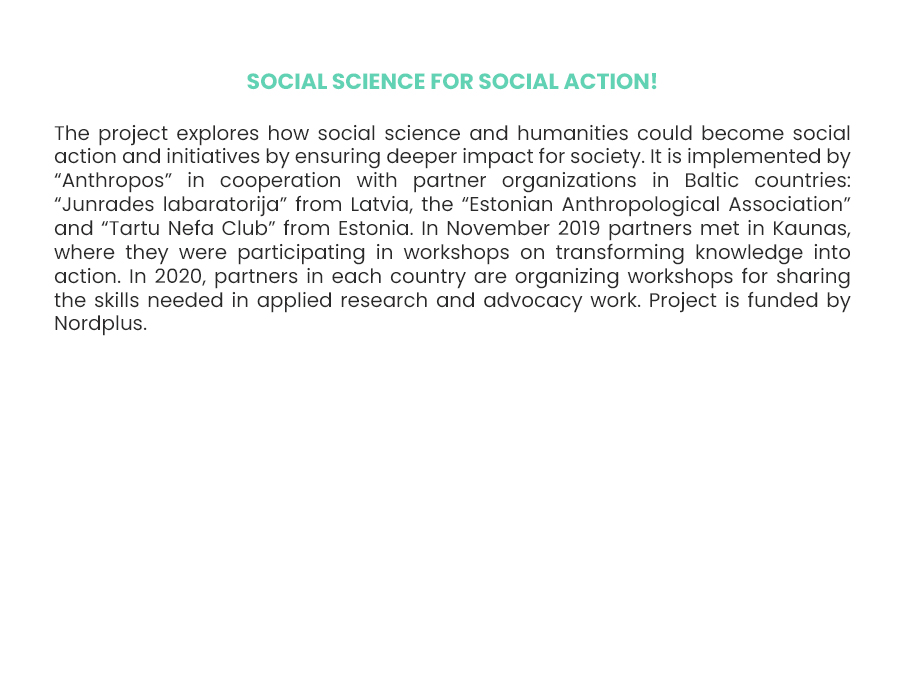 SOCIAL SCIENCE FOR SOCIAL ACTION!
The project explores how social science and humanities could become social
action and initiatives by ensuring deeper impact for society. It is implemented by
“Anthropos” in cooperation with partner organizations in Baltic countries:
“Junrades labaratorija” from Latvia, the “Estonian Anthropological Association”
and “Tartu Nefa Club” from Estonia. In November 2019 partners met in Kaunas,
where they were participating in workshops on transforming knowledge into
action. In 2020, partners in each country are organizing workshops for sharing
the skills needed in applied research and advocacy work. Project is funded by
Nordplus.